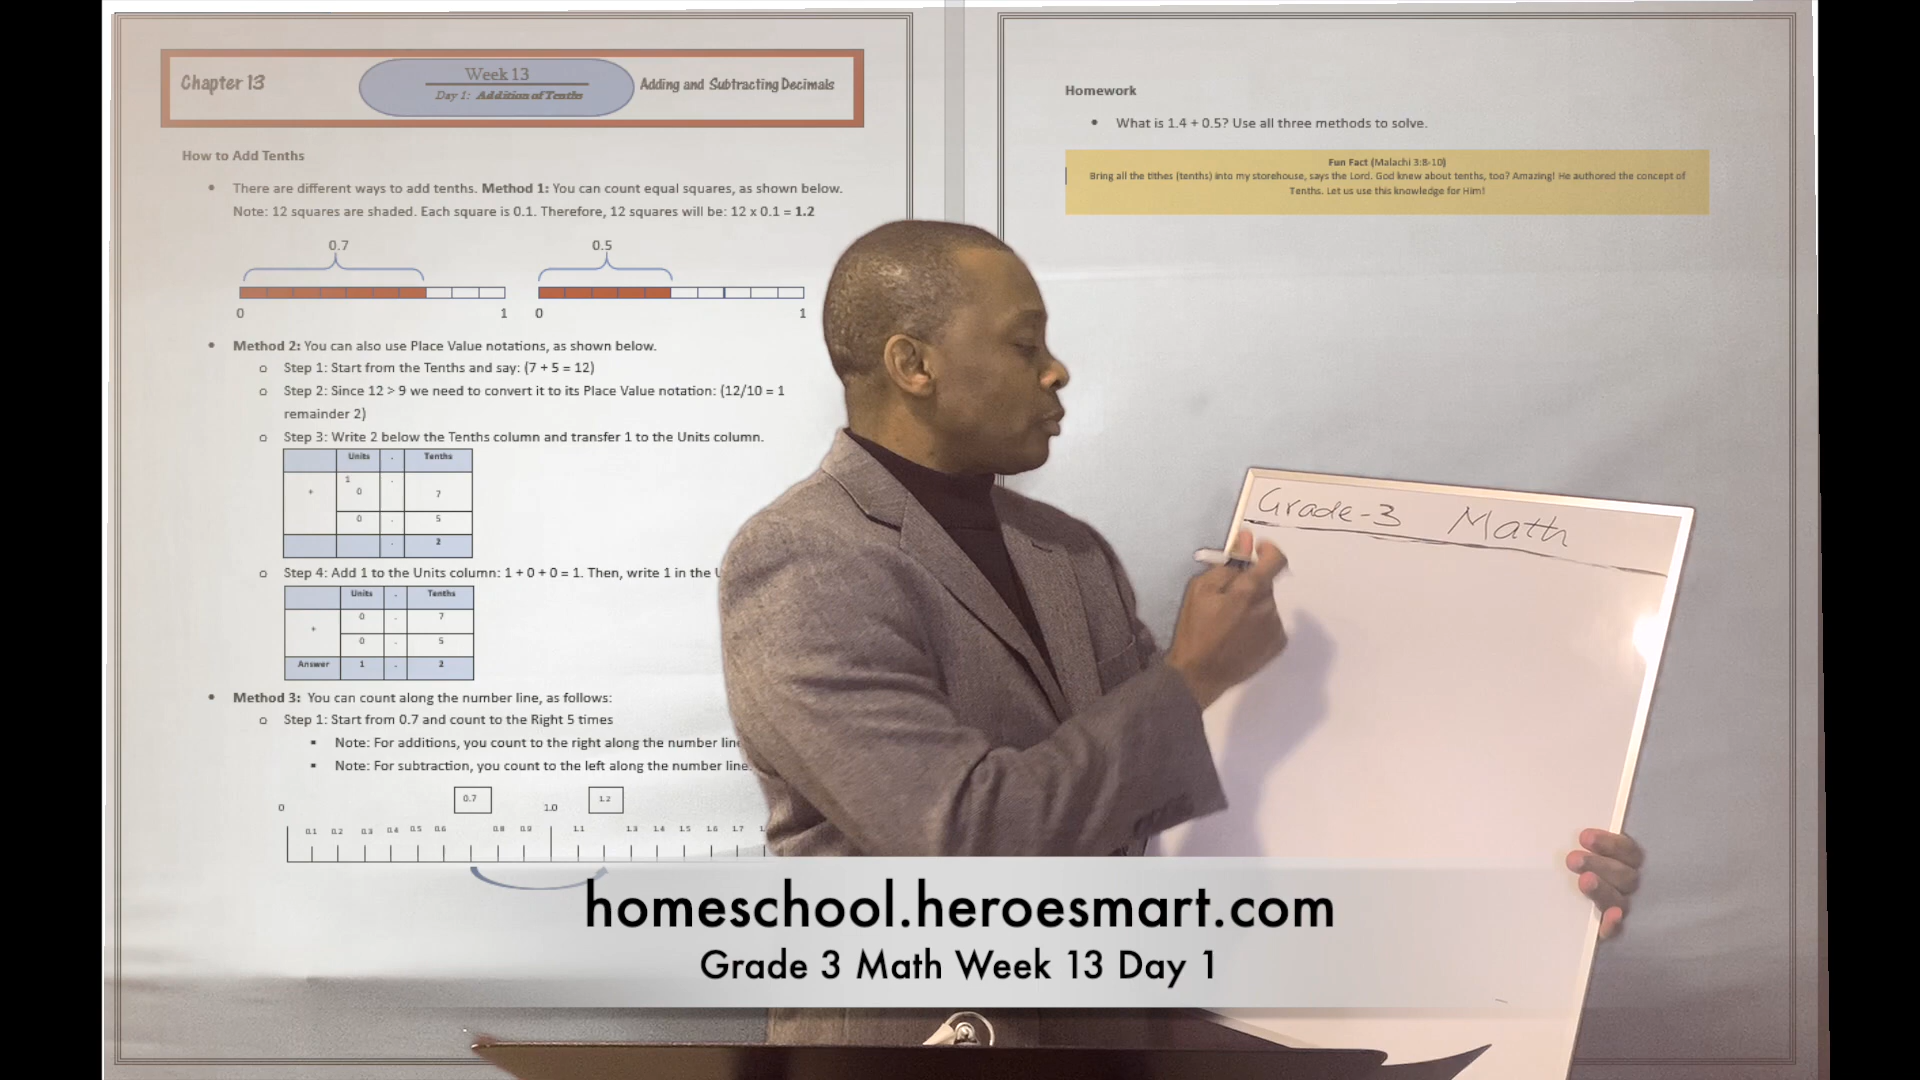 Chapter 13
Week 13
Day 1: Addition of Tenths
Adding and Subtracting Decimals
How to Add Tenths
• There are different ways to add tenths. Method 1: You can count equal squares, as shown below.
Note: 12 squares are shaded. Each square is 0.1. Therefore, 12 squares will be: 12 x 0.1 = 1.2
0.7 0.5
0 1 0 1
• Method 2: You can also use Place Value notations, as shown below.
o Step 1: Start from the Tenths and say: (7 + 5 = 12)
o Step 2: Since 12 > 9 we need to convert it to its Place Value notation: (12/10 = 1
remainder 2)
o Step 3: Write 2 below the Tenths column and transfer 1 to the Units column.
Units . Tenths
1 .
+ 0 7
0 . 5
. 2
o Step 4: Add 1 to the Units column: 1 + 0 + 0 = 1. Then, write 1 in the
Units . Tenths
0 . 7
+
0 . 5
Answer 1 . 2
• Method 3: You can count along the number line, as follows:
o Step 1: Start from 0.7 and count to the Right 5 times
▪ Note: For additions, you count to the right along the number line
▪ Note: For subtraction, you count to the left along the number line.
0 0.7 1.0 1.2
0.1 0.2 0.3 0.4 0.5 0.6 0.8 0.9 1.1 1.3 1.4 1.5 1.6 1.7
Homework
• What is 1.4 + 0.5? Use all three methods to solve.
Fun Fact (Malachi 3:8-10)
Bring all the tithes (tenths) into my storehouse, says the Lord. God knew about tenths, too? Amazing! He authored the concept of
Tenths. Let us use this knowledge for Him!
Grade-3 Math
homeschool.heroesmart.com
Grade 3 Math Week 13 Day 1